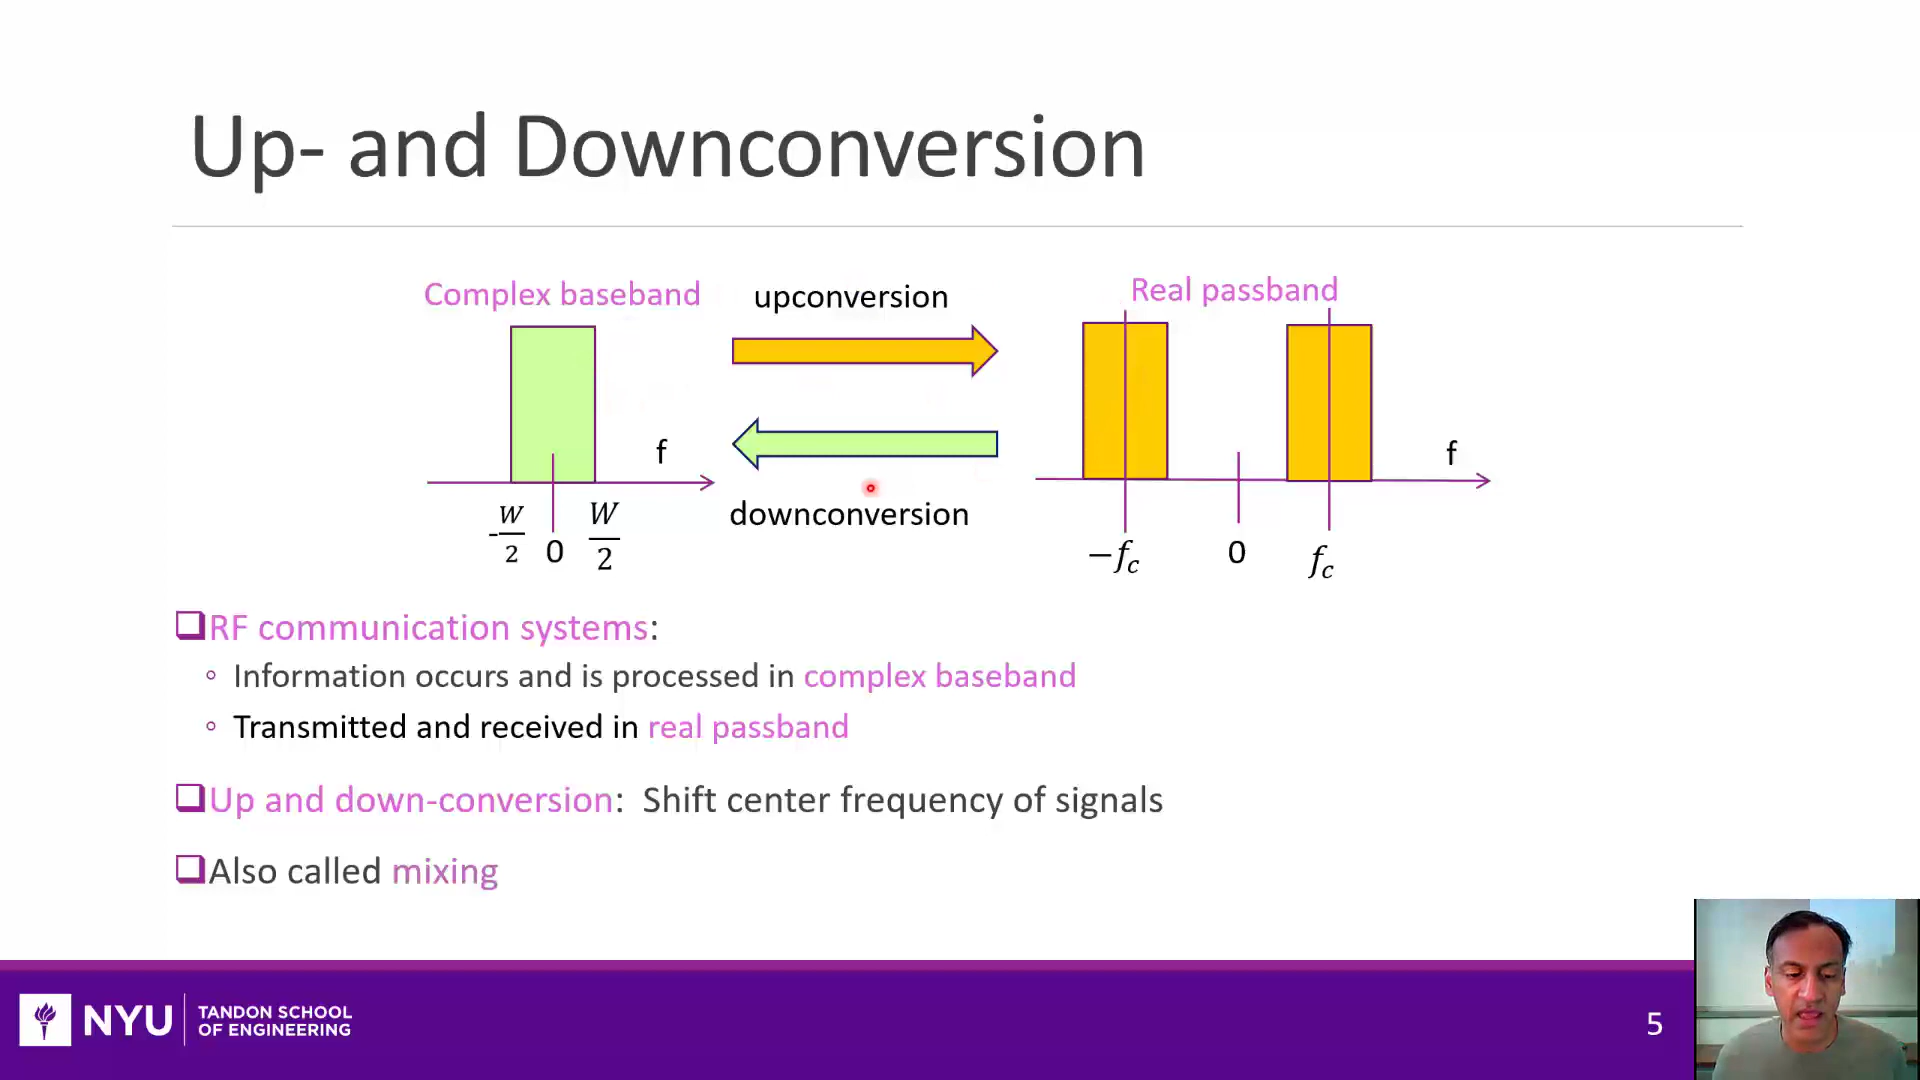 Up- and Downconversion
Complex baseband
upconversion
Real passband
f
f
downconversion
-W/2 0 W/2
−f_c 0 f_c
❑RF communication systems:
◦ Information occurs and is processed in complex baseband
◦ Transmitted and received in real passband
❑Up and down-conversion: Shift center frequency of signals
❑Also called mixing
NYU
TANDON SCHOOL
OF ENGINEERING
5